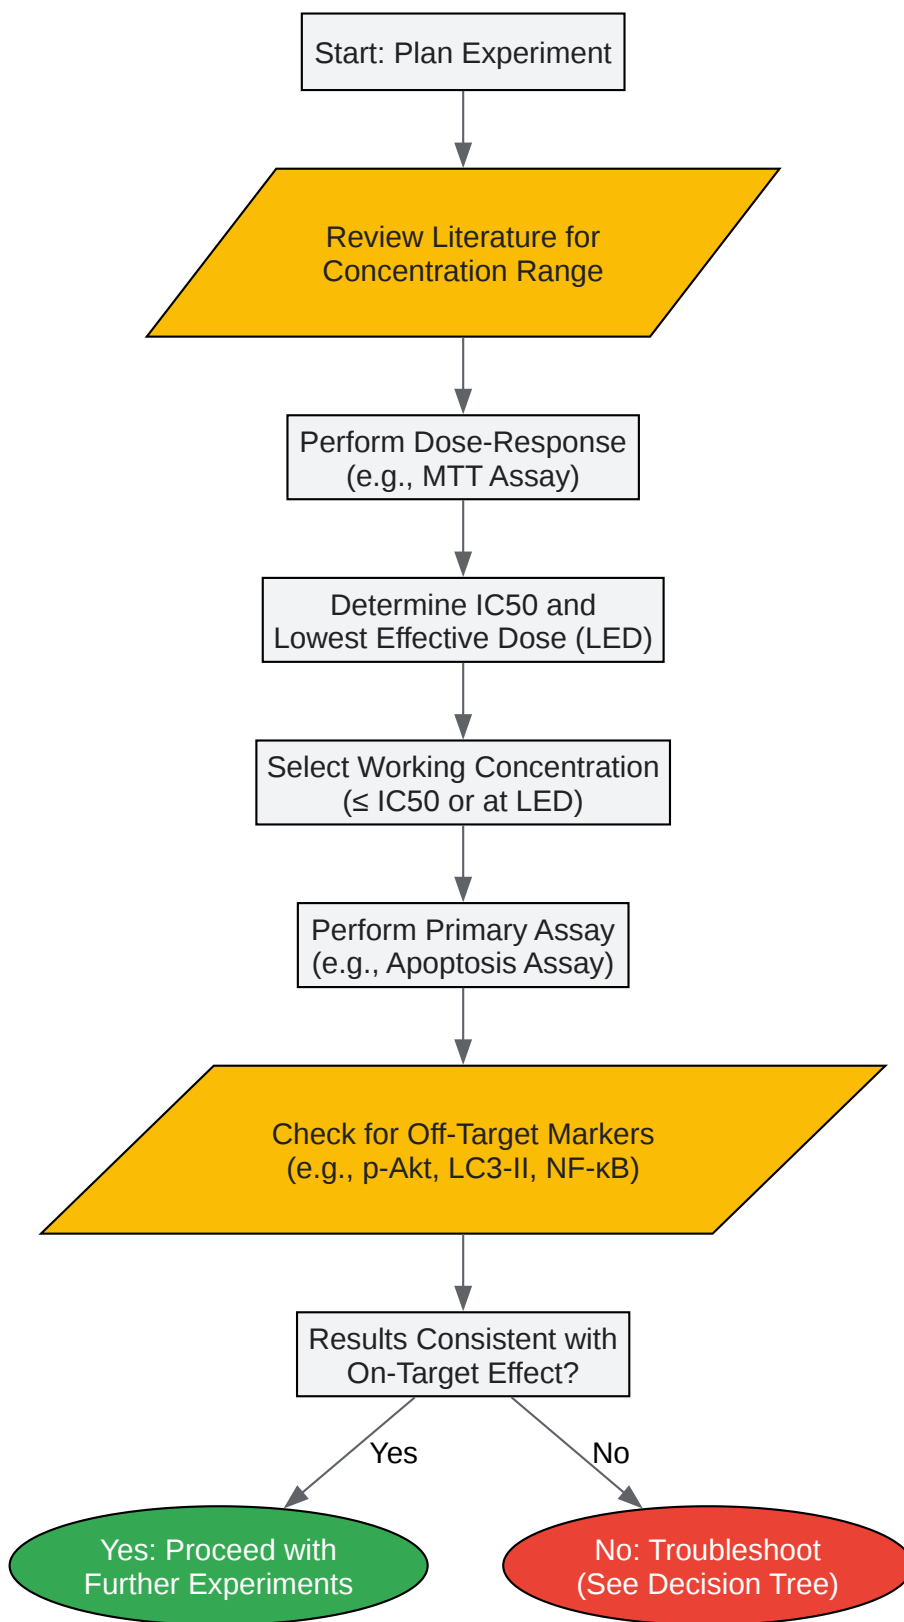 Start: Plan Experiment
Review Literature for
Concentration Range
Perform Dose-Response
(e.g., MTT Assay)
Determine IC50 and
Lowest Effective Dose (LED)
Select Working Concentration
(≤ IC50 or at LED)
Perform Primary Assay
(e.g., Apoptosis Assay)
Check for Off-Target Markers
(e.g., p-Akt, LC3-II, NF-κB)
Results Consistent with
On-Target Effect?
Yes
No
Yes: Proceed with
Further Experiments
No: Troubleshoot
(See Decision Tree)